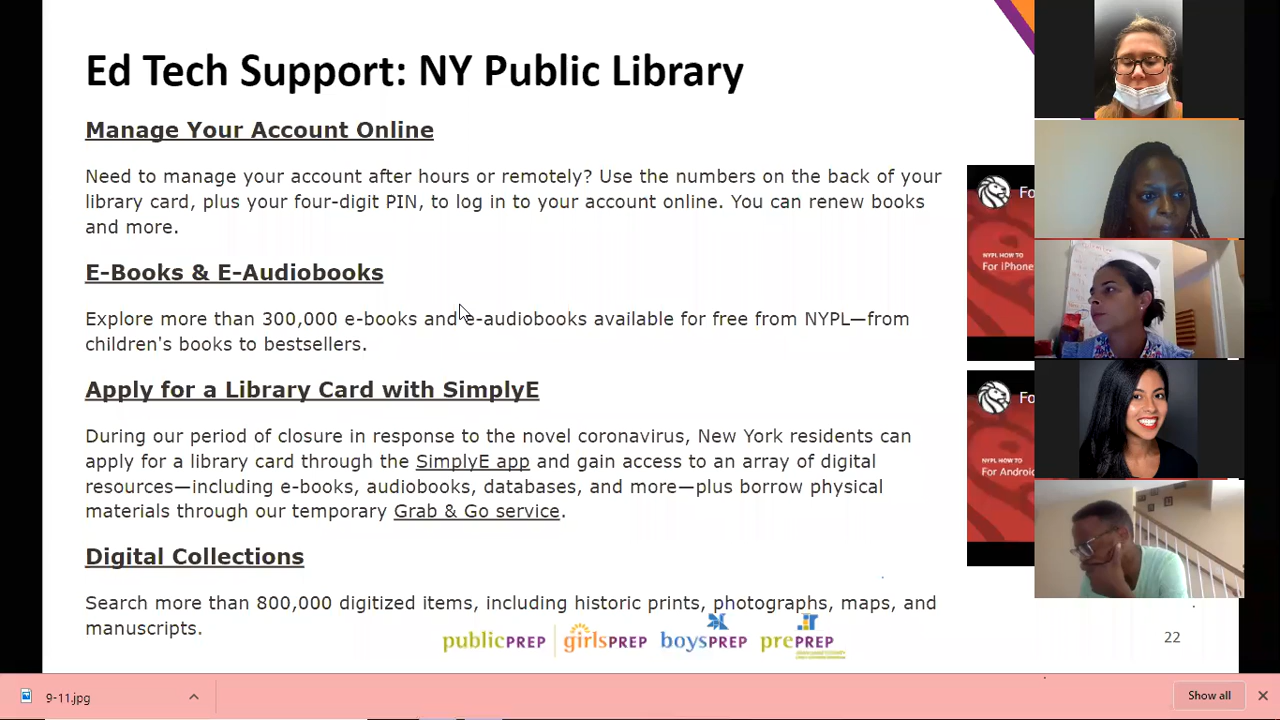 Ed Tech Support: NY Public Library
Manage Your Account Online
Need to manage your account after hours or remotely? Use the numbers on the back of your
library card, plus your four-digit PIN, to log in to your account online. You can renew books
and more.
E-Books & E-Audiobooks
Explore more than 300,000 e-books and e-audiobooks available for free from NYPL—from
children's books to bestsellers.
Apply for a Library Card with SimplyE
During our period of closure in response to the novel coronavirus, New York residents can
apply for a library card through the SimplyE app and gain access to an array of digital
resources—including e-books, audiobooks, databases, and more—plus borrow physical
materials through our temporary Grab & Go service.
Digital Collections
Search more than 800,000 digitized items, including historic prints, photographs, maps, and
manuscripts.
Fo
NYPL HOW TO
For iPhone
Fo
NYPL HOW TO
For Android
publicPREP girlsPREP boysPREP prePREP
22
9-11.jpg
Show all